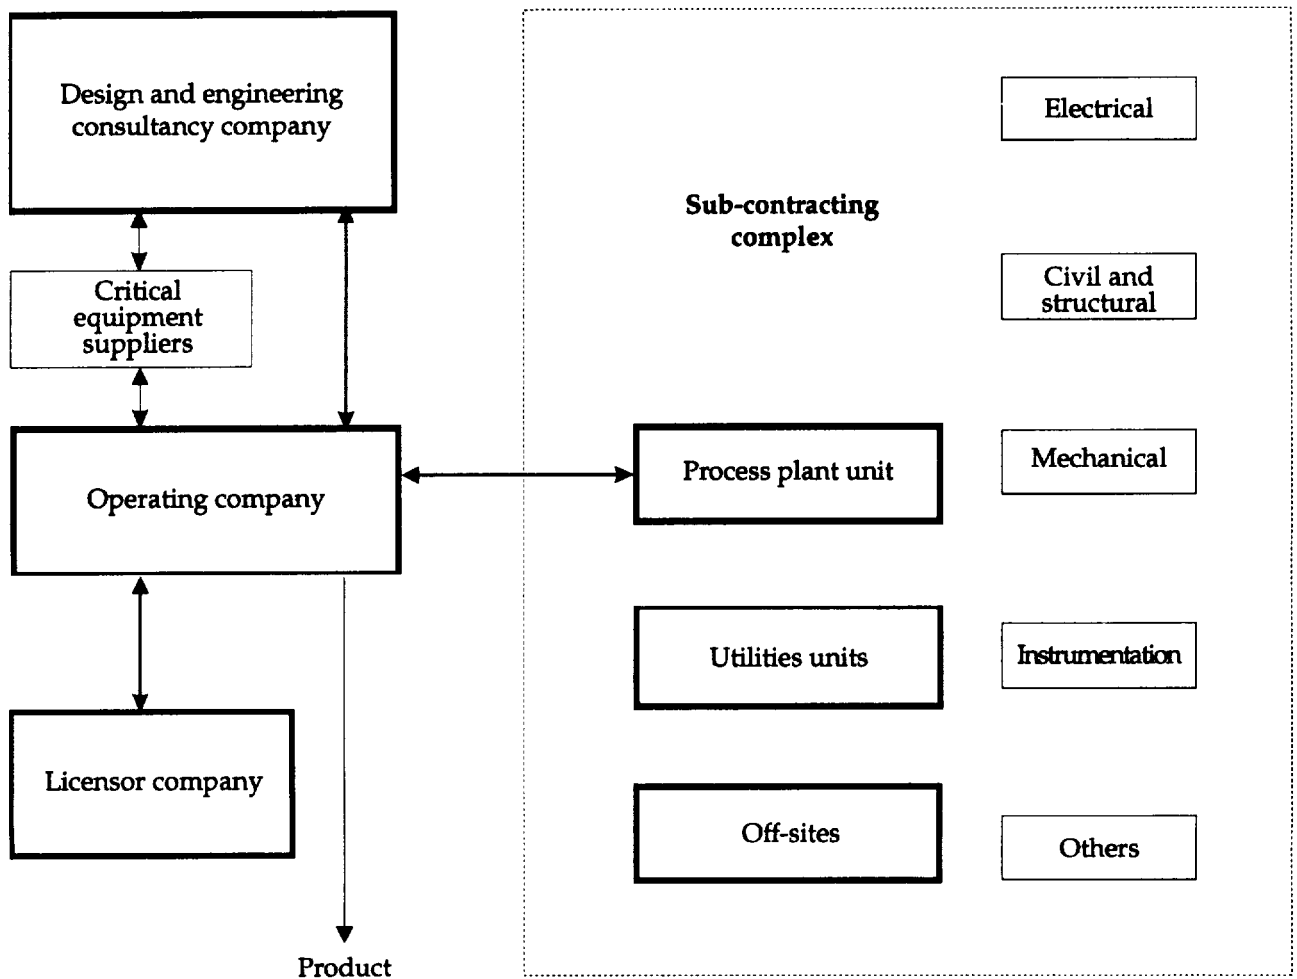 Design and engineering
consultancy company
Critical
equipment
suppliers
Operating company
Licensor company
Product
Sub-contracting
complex
Process plant unit
Utilities units
Off-sites
Electrical
Civil and
structural
Mechanical
Instrumentation
Others